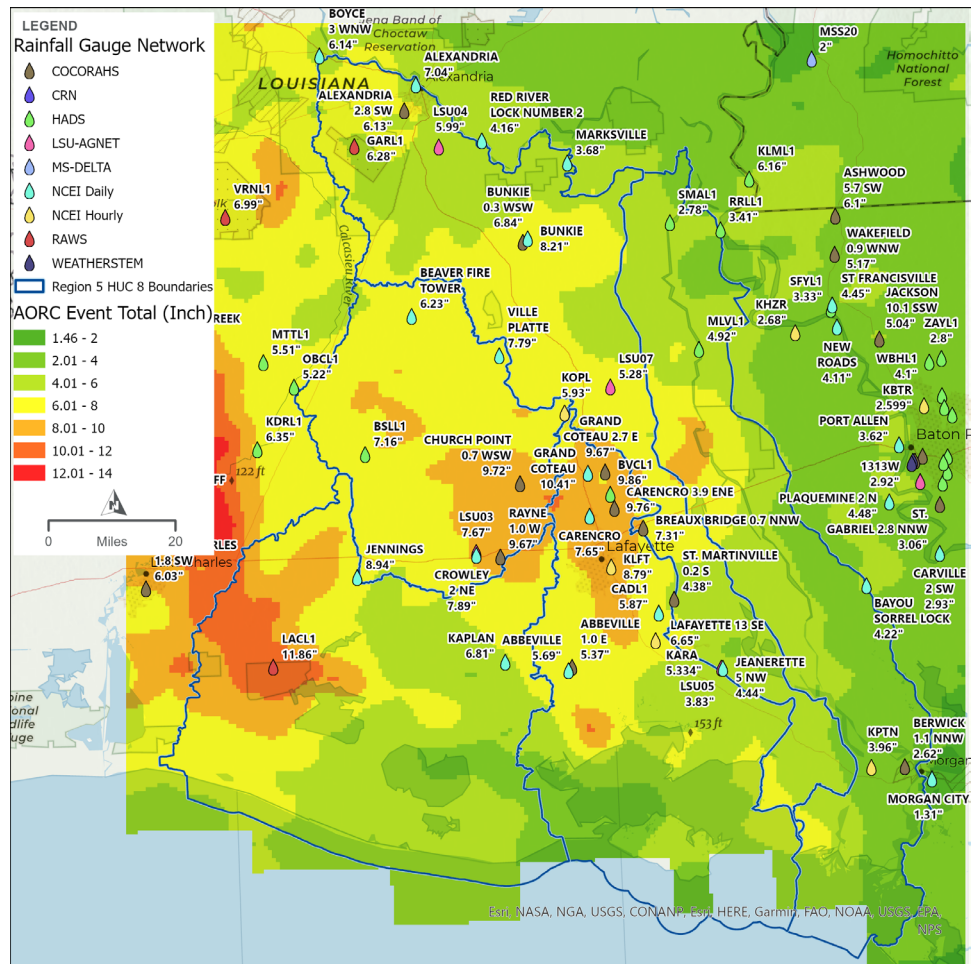 LEGEND
Rainfall Gauge Network
COCORAHS
CRN
HADS
LSU-AGNET
MS-DELTA
NCEI Daily
NCEI Hourly
RAWS
WEATHERSTEM
Region 5 HUC 8 Boundaries
AORC Event Total (Inch)
1.46 - 2
2.01 - 4
4.01 - 6
6.01 - 8
8.01 - 10
10.01 - 12
12.01 - 14
0 Miles 20
BOYCE
3 WNW
6.14"
Jena Band of
Choctaw
Reservation
MSS20
2"
Homochitto
National
Forest
LOUISIANA
ALEXANDRIA
7.04"
Alexandria
ALEXANDRIA
2.8 SW
6.13"
LSU04
5.99"
RED RIVER
LOCK NUMBER 2
4.16"
GARL1
6.28"
MARKSVILLE
3.68"
KLML1
6.16"
ASHWOOD
5.7 SW
6.1"
VRNL1
6.99"
BUNKIE
0.3 WSW
6.84"
BUNKIE
8.21"
SMAL1
2.78"
RRLL1
3.41"
WAKEFIELD
0.9 WNW
5.17"
Calcasieu River
BEAVER FIRE
TOWER
6.23"
SFYL1
3.33"
ST FRANCISVILLE
4.45"
JACKSON
10.1 SSW
5.04"
KHZR
2.68"
ZAYL1
2.8"
REEK
MTTL1
5.51"
OBCL1
5.22"
VILLE
PLATTE
7.79"
MLVL1
4.92"
NEW
ROADS
4.11"
WBHL1
4.1"
LSU07
5.28"
KOPL
5.93"
KBTR
2.599"
KDRL1
6.35"
BSLL1
7.16"
CHURCH POINT
0.7 WSW
9.72"
GRAND
COTEAU 2.7 E
9.67"
GRAND
COTEAU
10.41"
BVCL1
9.86"
PORT ALLEN
3.62"
Baton R
1313W
2.92"
122 ft
FF
CARENCRO 3.9 ENE
9.76"
PLAQUEMINE 2 N
4.48"
ST.
GABRIEL 2.8 NNW
3.06"
LSU03
7.67"
RAYNE
1.0 W
9.67"
BREAUX BRIDGE 0.7 NNW
7.31"
CARENCRO
7.65"
Lafayette
RLES
1.8 SW
6.03"
JENNINGS
8.94"
CROWLEY
2 NE
7.89"
KLFT
8.79"
ST. MARTINVILLE
0.2 S
4.38"
CADL1
5.87"
CARVILLE
2 SW
2.93"
BAYOU
SORREL LOCK
4.22"
LACL1
11.86"
KAPLAN
6.81"
ABBEVILLE
5.69"
ABBEVILLE
1.0 E
5.37"
LAFAYETTE 13 SE
6.65"
KARA
5.334"
JEANERETTE
5 NW
4.44"
LSU05
3.83"
153 ft
KPTN
3.96"
BERWICK
1.1 NNW
2.62"
MORGAN CITY
1.31"
Esri, NASA, NGA, USGS, CONANP, Esri, HERE, Garmin, FAO, NOAA, USGS, EPA,
NPS